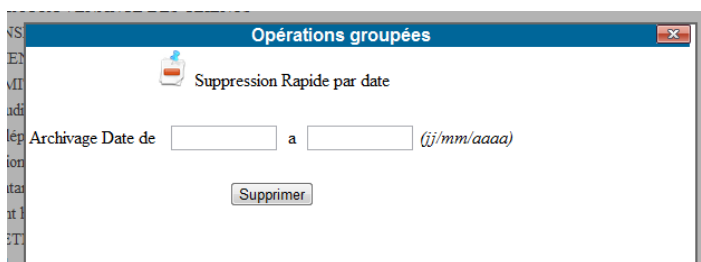 Opérations groupées
Suppression Rapide par date
Archivage Date de a (jj/mm/aaaa)
Supprimer